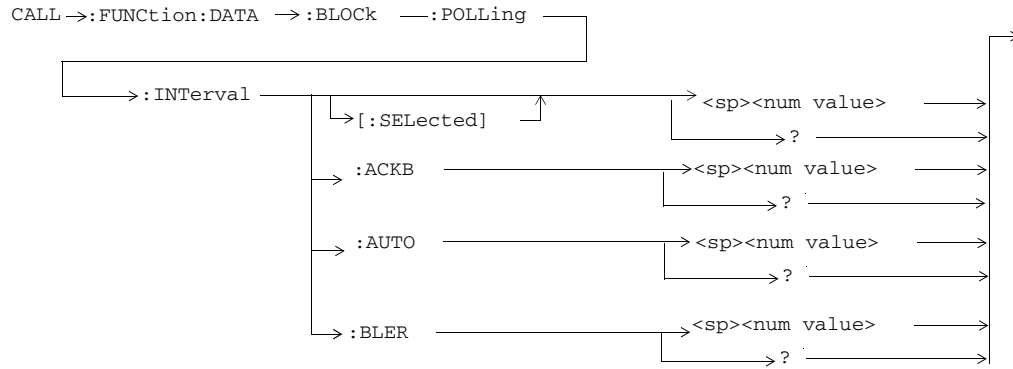 CALL :FUNCtion:DATA :BLOCk :POLLing
:INTerval
<sp><num value>
[:SELected]
?
:ACKB <sp><num value>
?
:AUTO <sp><num value>
?
:BLER <sp><num value>
?